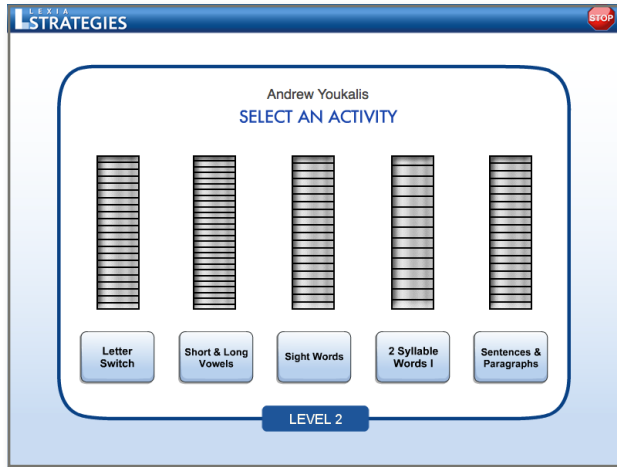 LEXIA
STRATEGIES
STOP
Andrew Youkalis
SELECT AN ACTIVITY
Letter
Switch
Short & Long
Vowels
Sight Words
2 Syllable
Words I
Sentences &
Paragraphs
LEVEL 2